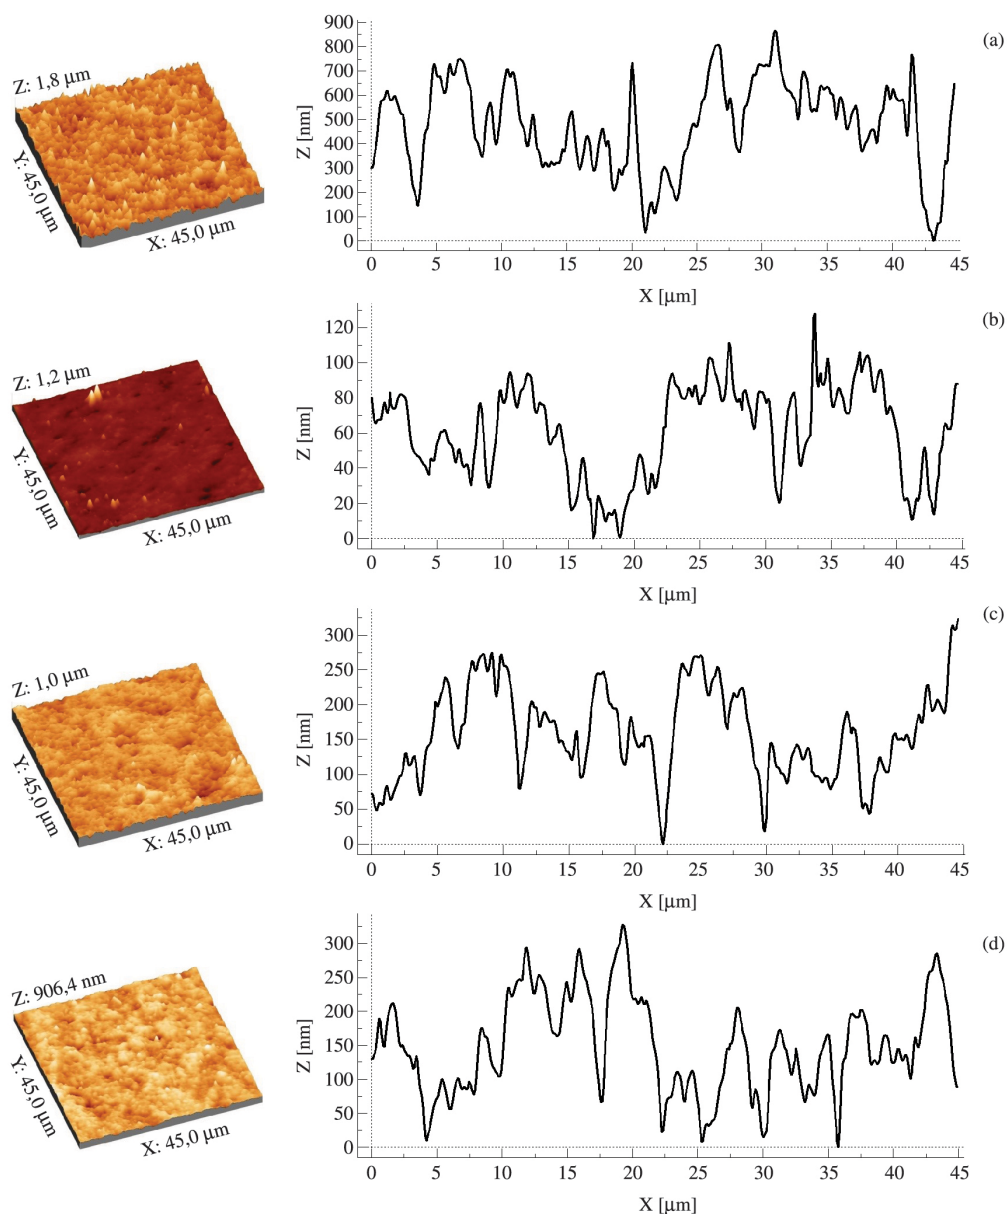 (a)
Z: 1,8 µm
Y: 45,0 µm
X: 45,0 µm
Z [nm]
900
800
700
600
500
400
300
200
100
0
0 5 10 15 20 25 30 35 40 45
X [µm]
(b)
Z: 1,2 µm
Y: 45,0 µm
X: 45,0 µm
Z [nm]
120
100
80
60
40
20
0
0 5 10 15 20 25 30 35 40 45
X [µm]
(c)
Z: 1,0 µm
Y: 45,0 µm
X: 45,0 µm
Z [nm]
300
250
200
150
100
50
0
0 5 10 15 20 25 30 35 40 45
X [µm]
(d)
Z: 906,4 nm
Y: 45,0 µm
X: 45,0 µm
Z [nm]
300
250
200
150
100
50
0
0 5 10 15 20 25 30 35 40 45
X [µm]